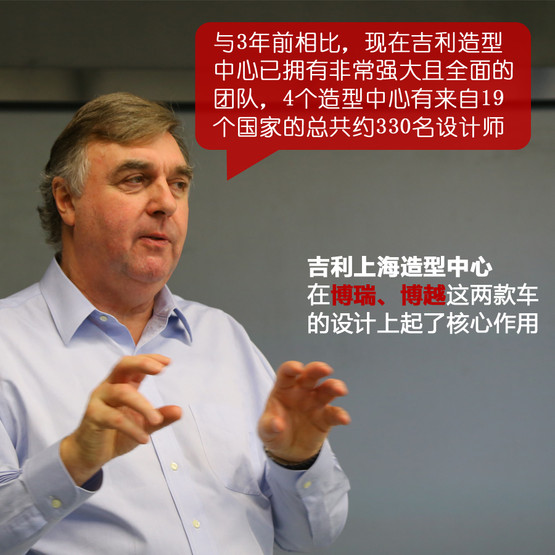 与3年前相比，现在吉利造型
中心已拥有非常强大且全面的
团队，4个造型中心有来自19
个国家的总共约330名设计师
吉利上海造型中心
在博瑞、博越这两款车
的设计上起了核心作用